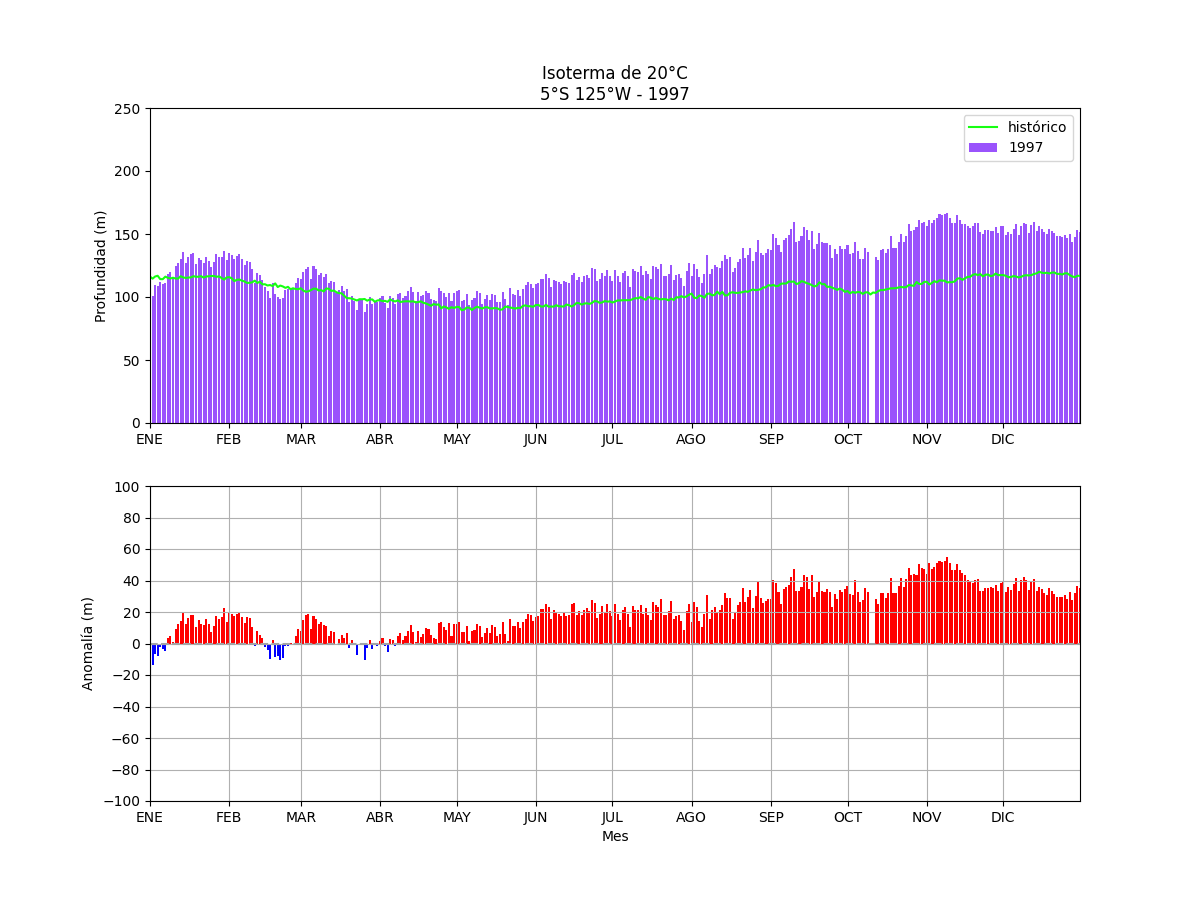 Isoterma de 20°C
5°S 125°W - 1997
histórico
1997
Profundidad (m)
250
200
150
100
50
0
ENE FEB MAR ABR MAY JUN JUL AGO SEP OCT NOV DIC
Anomalía (m)
100
80
60
40
20
0
−20
−40
−60
−80
−100
ENE FEB MAR ABR MAY JUN JUL AGO SEP OCT NOV DIC
Mes